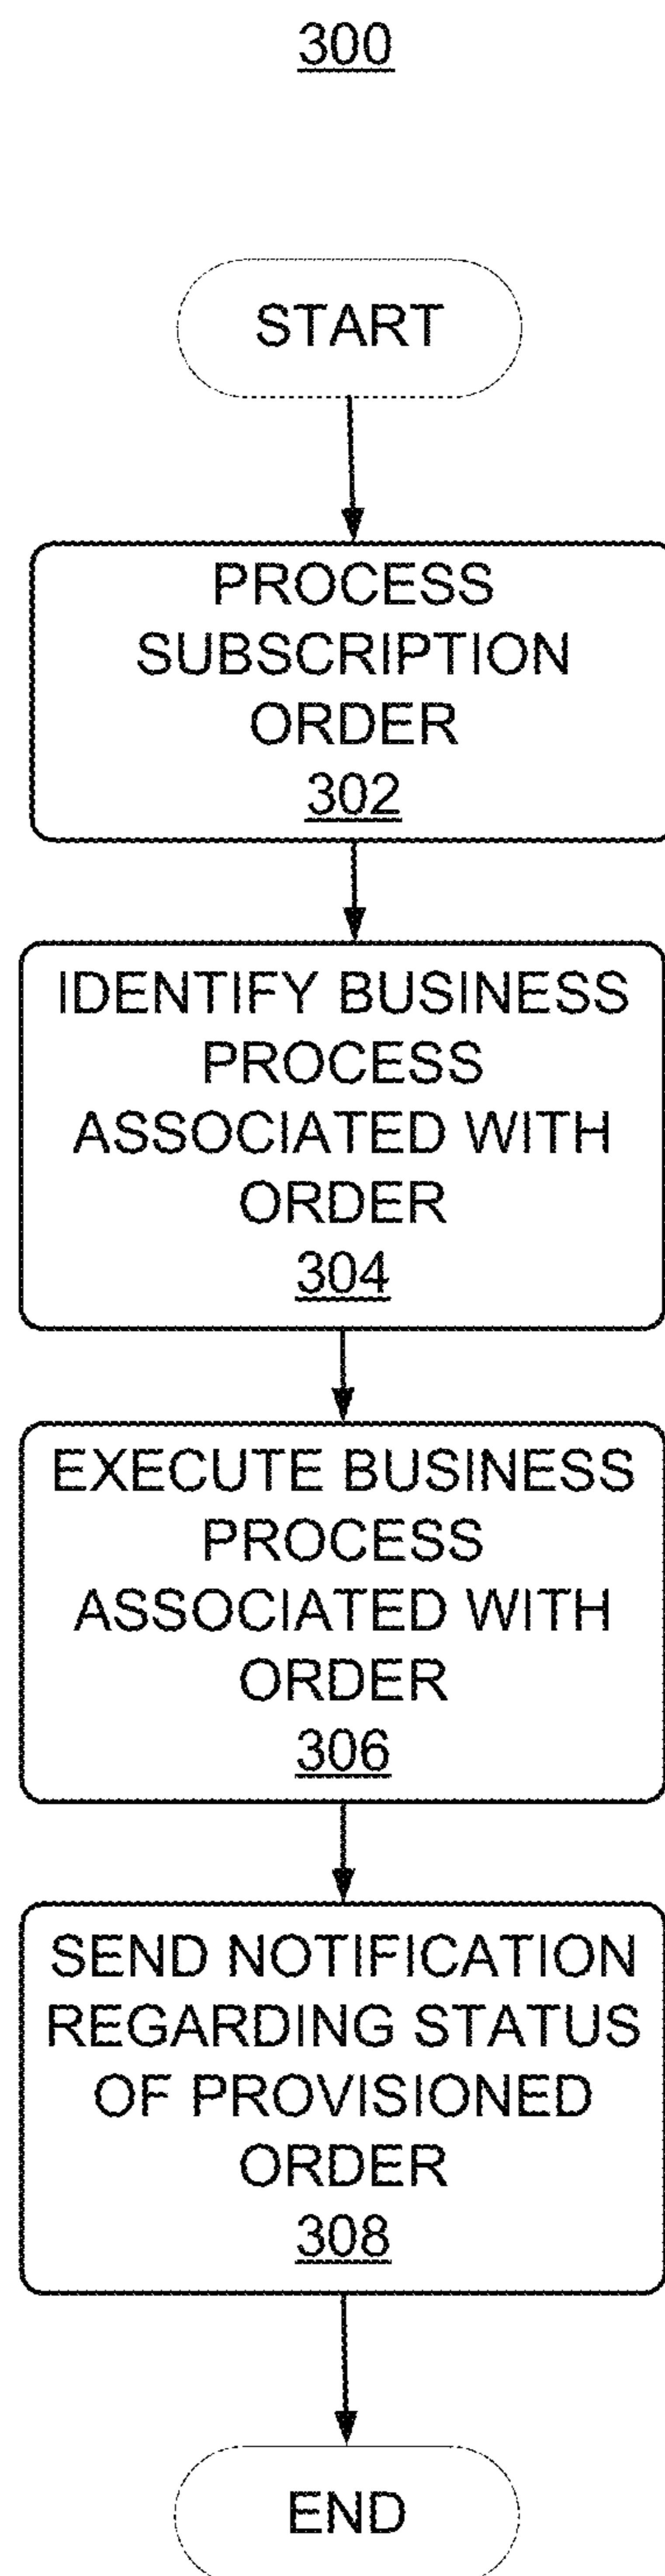 300
START
PROCESS
SUBSCRIPTION
ORDER
302
IDENTIFY BUSINESS
PROCESS
ASSOCIATED WITH
ORDER
304
EXECUTE BUSINESS
PROCESS
ASSOCIATED WITH
ORDER
306
SEND NOTIFICATION
REGARDING STATUS
OF PROVISIONED
ORDER
308
END